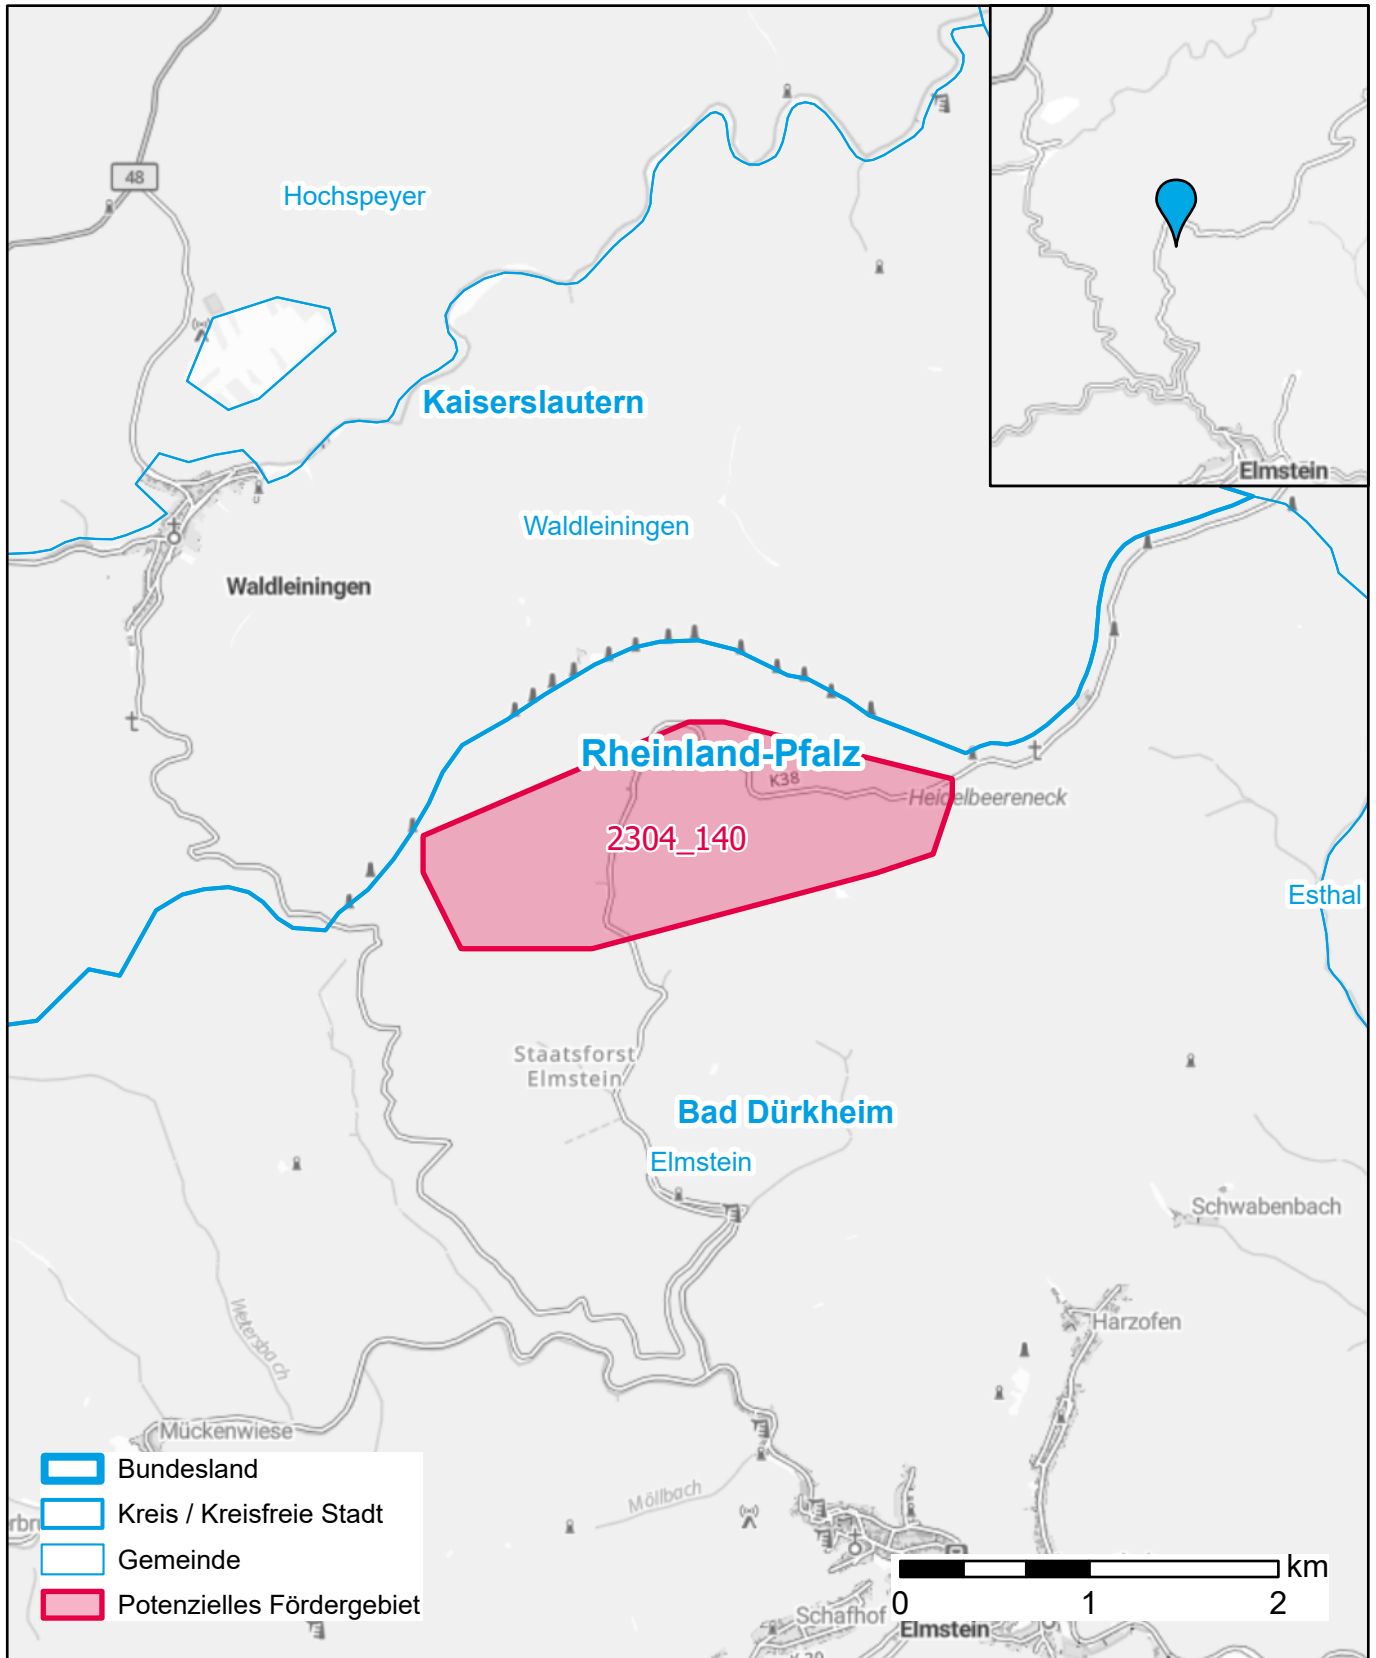 48
Hochspeyer
Kaiserslautern
Waldleiningen
Waldleiningen
Elmstein
Rheinland-Pfalz
K38
Heidelbeereneck
2304_140
Esthal
Staatsforst
Elmstein
Bad Dürkheim
Elmstein
Schwabenbach
Harzofen
Wetersbach
Mückenwiese
Möllbach
Schafhof
Elmstein
Bundesland
Kreis / Kreisfreie Stadt
Gemeinde
Potenzielles Fördergebiet
km
0 1 2